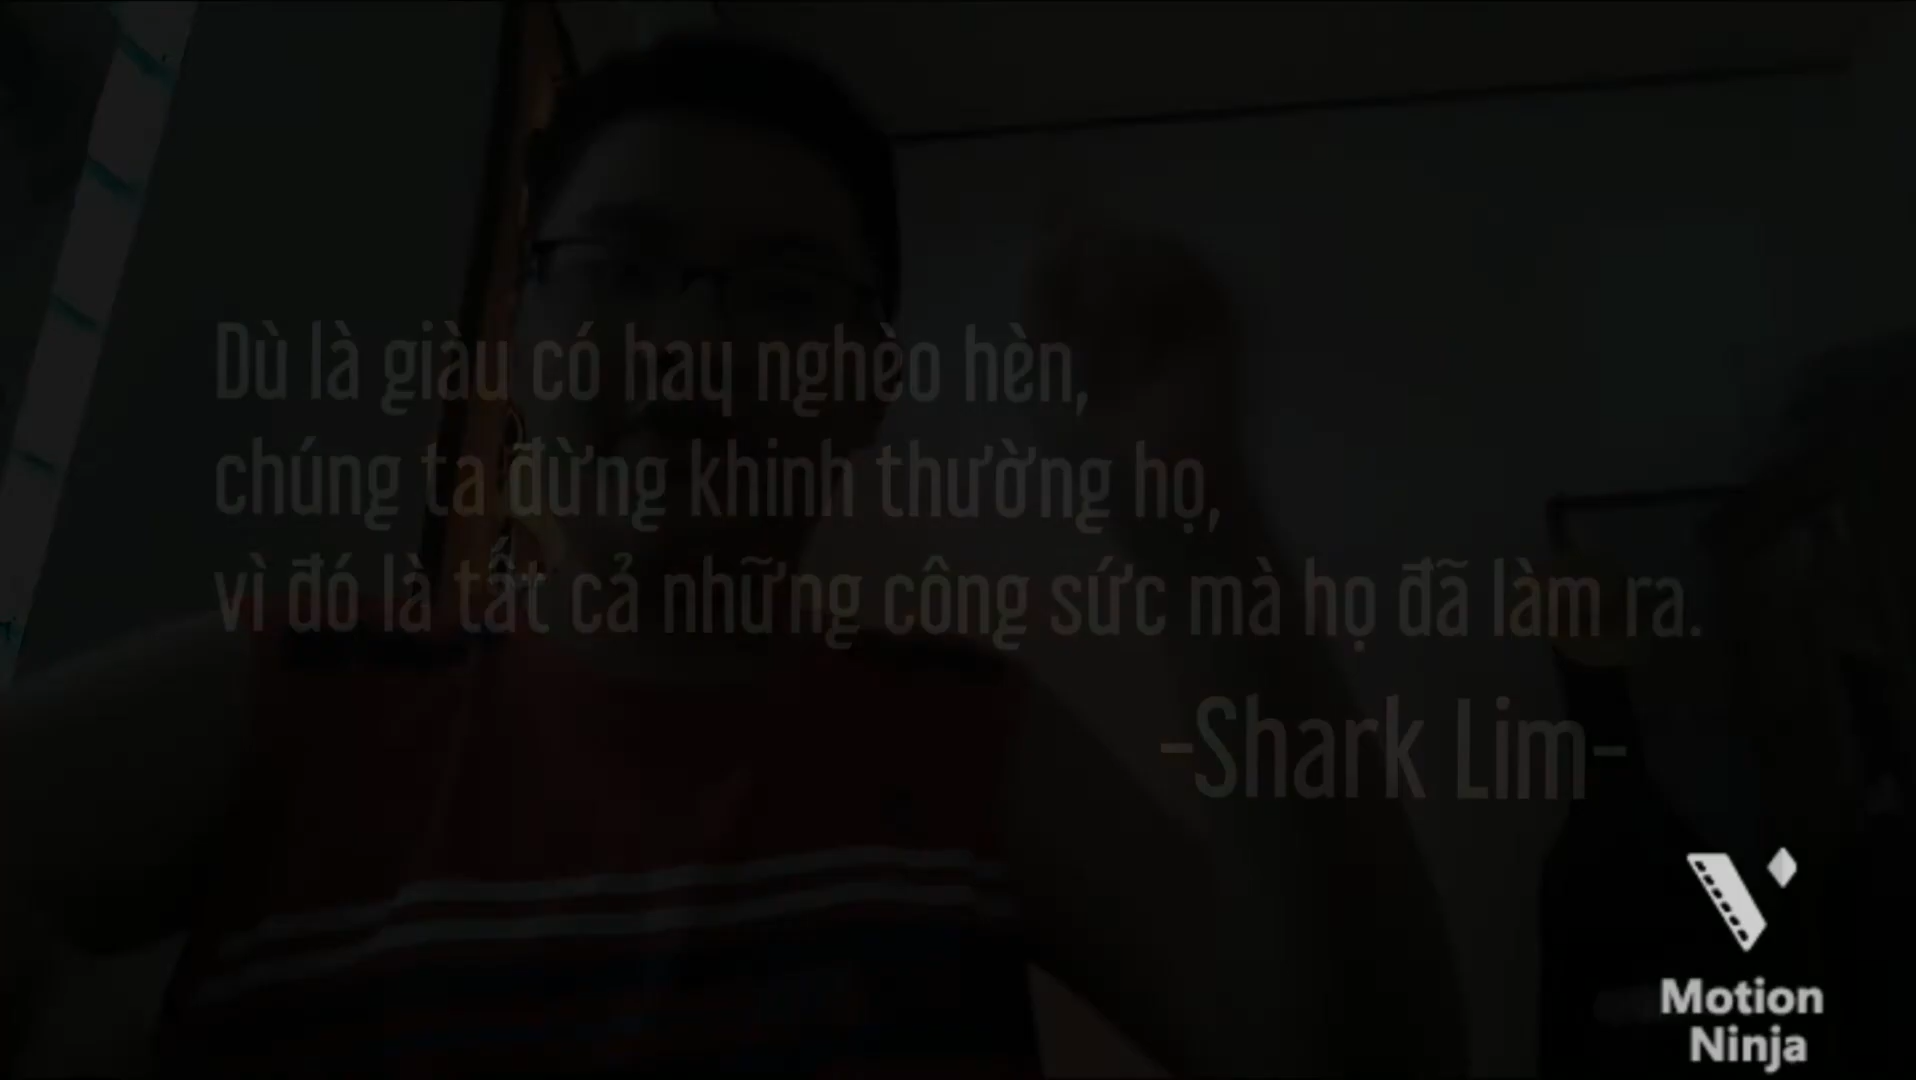 Dù là giàu có hay nghèo hèn,
chúng ta đừng khinh thường họ,
vì đó là tất cả những công sức mà họ đã làm ra.
-Shark Lim-
Motion
Ninja